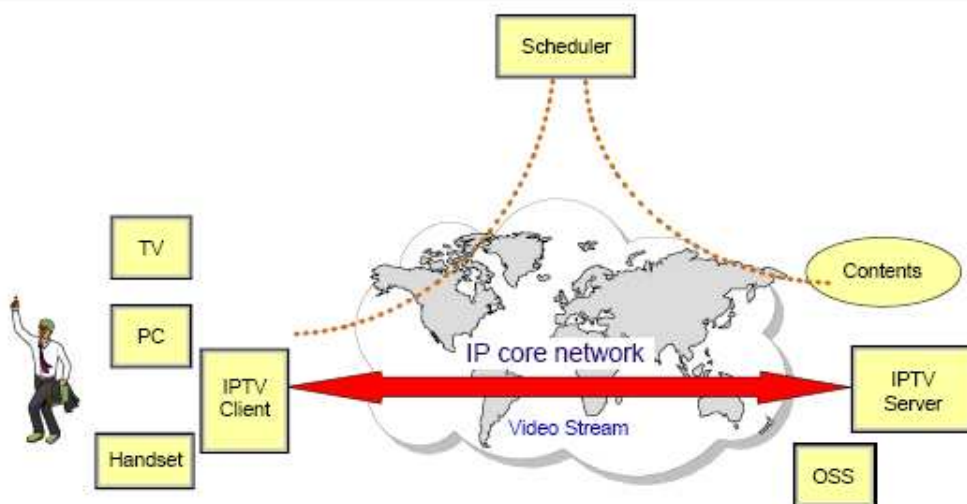 Scheduler
TV
Contents
PC
IP core network
IPTV
Client
IPTV
Server
Video Stream
Handset
OSS